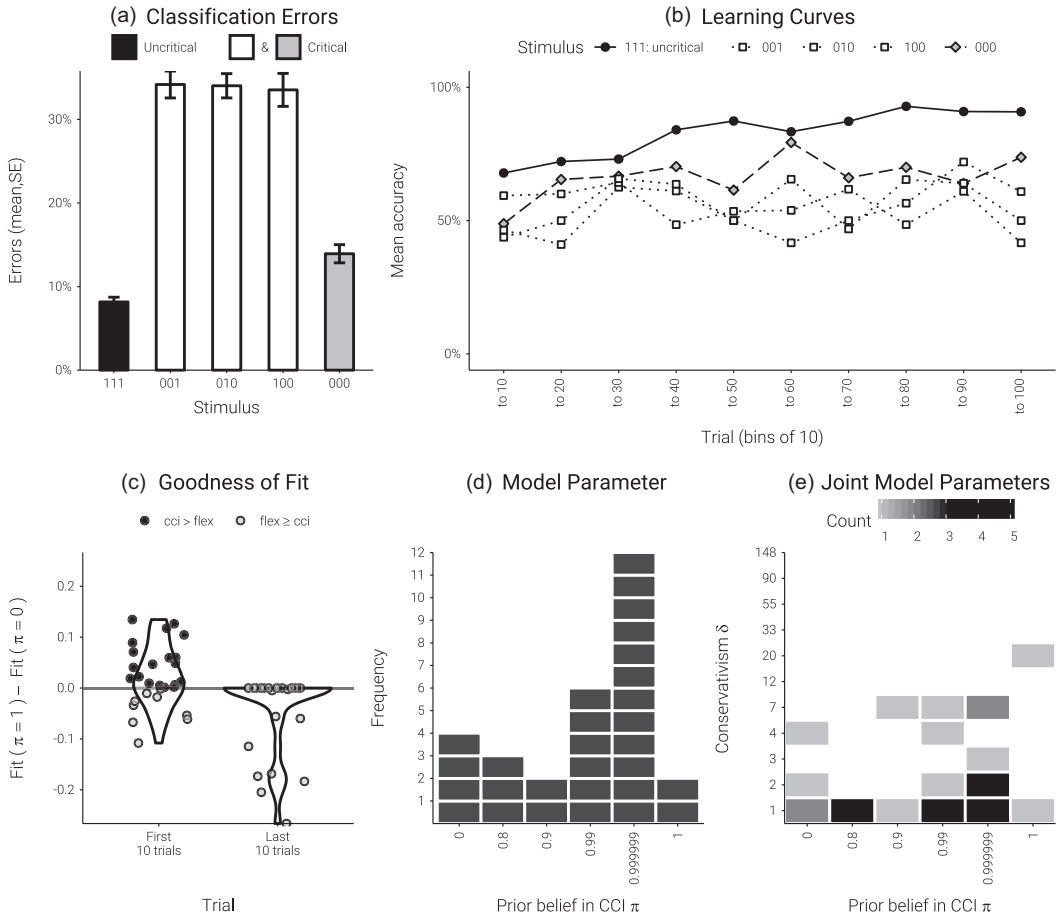 (a) Classification Errors
Uncritical & Critical
Errors (mean,SE)
30%
20%
10%
0%
111 001 010 100 000
Stimulus
(b) Learning Curves
Stimulus 111: uncritical 001 010 100 000
Mean accuracy
100%
50%
0%
to 10 to 20 to 30 to 40 to 50 to 60 to 70 to 80 to 90 to 100
Trial (bins of 10)
(c) Goodness of Fit
cci > flex flex ≥ cci
Fit ( π = 1 ) − Fit ( π = 0 )
0.2
0.1
0.0
-0.1
-0.2
First Last
10 trials 10 trials
Trial
(d) Model Parameter
Frequency
12
11
10
9
8
7
6
5
4
3
2
1
0 0.8 0.9 0.99 0.999999 1
Prior belief in CCI π
(e) Joint Model Parameters
Count
1 2 3 4 5
Conservativism δ
148
90
55
33
20
12
7
4
3
2
1
0 0.8 0.9 0.99 0.999999 1
Prior belief in CCI π